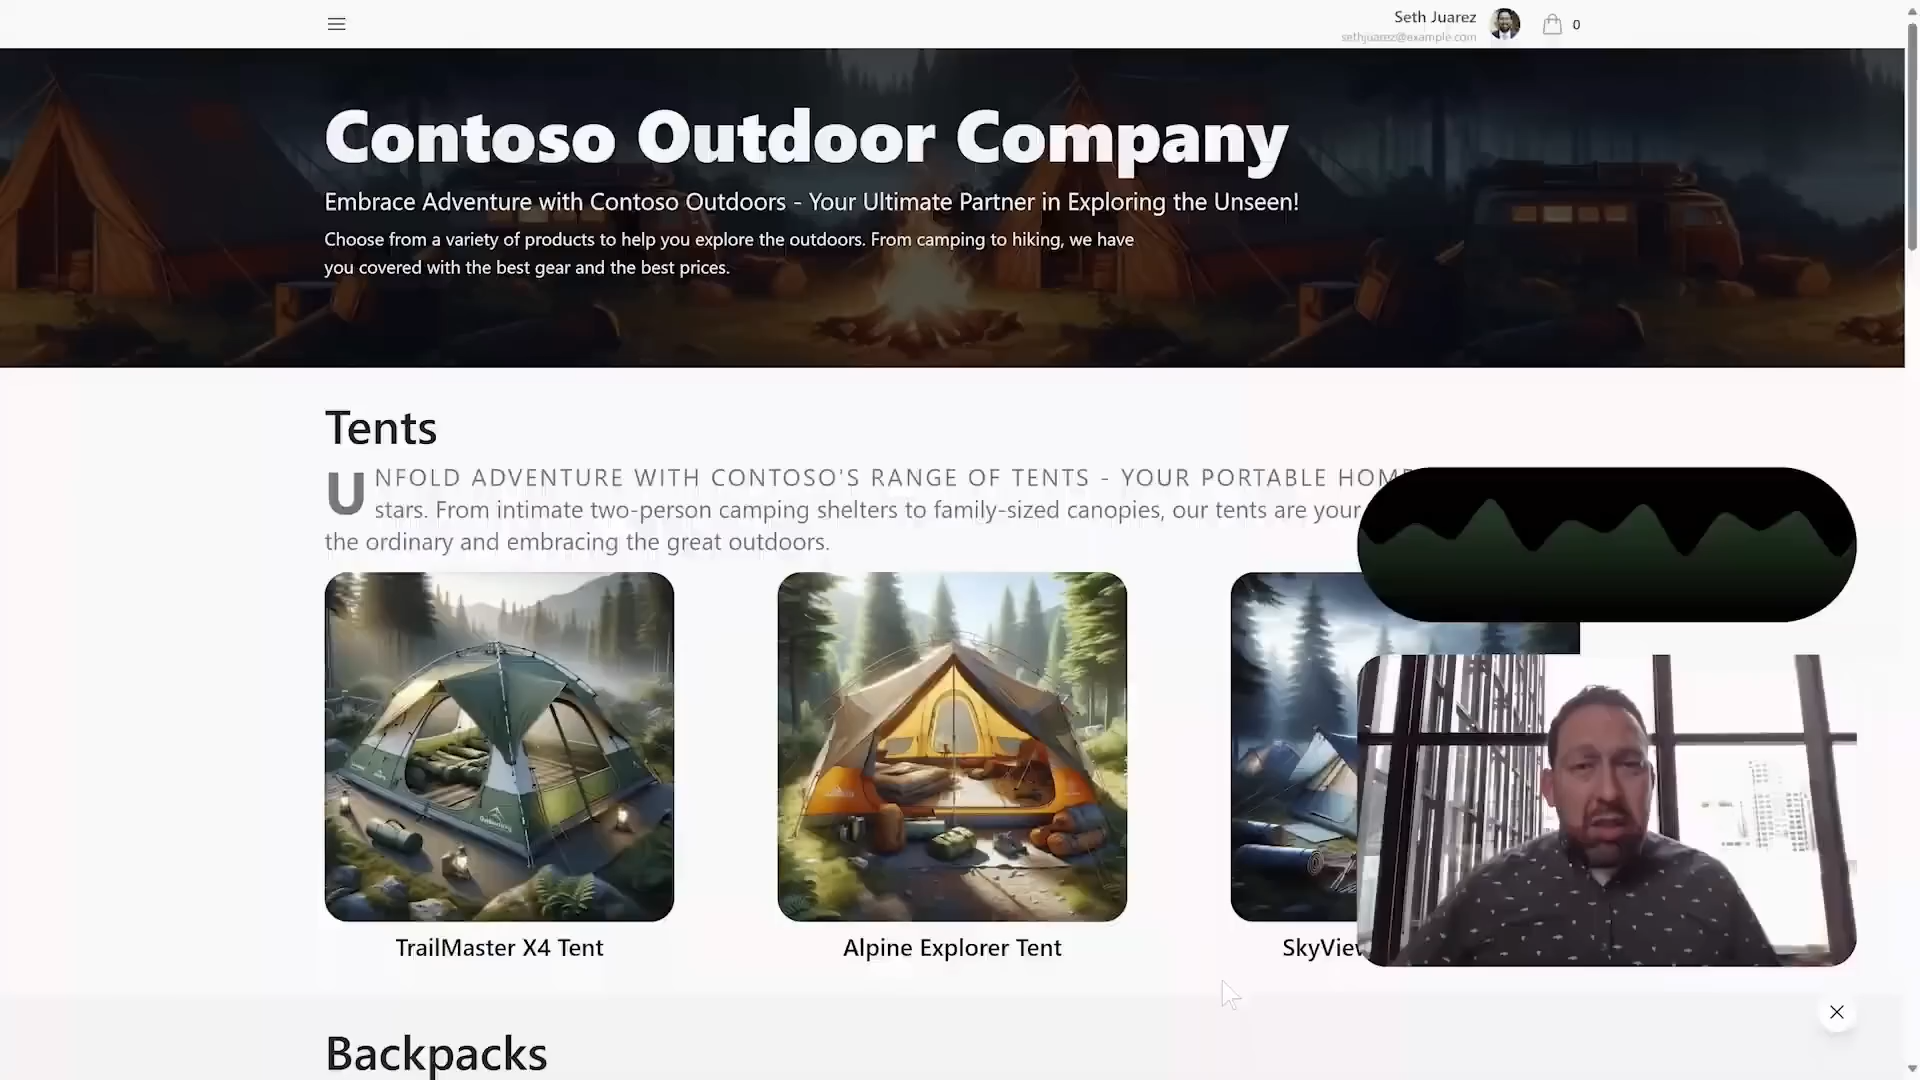 Seth Juarez
sethjuarez@example.com
0
Contoso Outdoor Company
Embrace Adventure with Contoso Outdoors - Your Ultimate Partner in Exploring the Unseen!
Choose from a variety of products to help you explore the outdoors. From camping to hiking, we have
you covered with the best gear and the best prices.
Tents
UNFOLD ADVENTURE WITH CONTOSO'S RANGE OF TENTS - YOUR PORTABLE HOM
stars. From intimate two-person camping shelters to family-sized canopies, our tents are your
the ordinary and embracing the great outdoors.
TrailMaster X4 Tent
Alpine Explorer Tent
SkyView
Backpacks